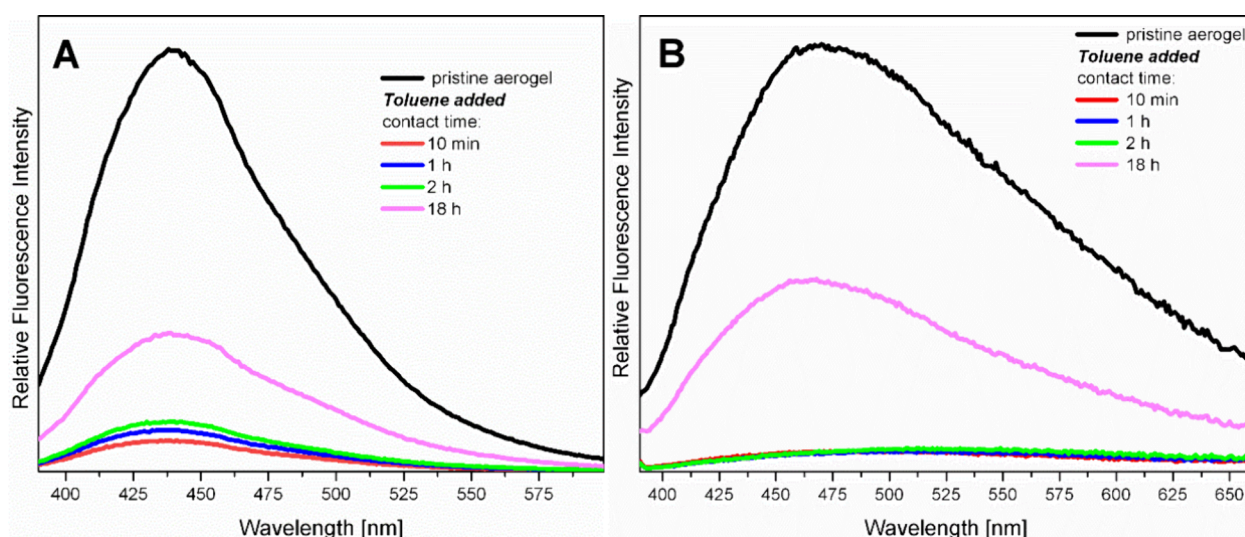 A
Relative Fluorescence Intensity
pristine aerogel
Toluene added
contact time:
10 min
1 h
2 h
18 h
400 425 450 475 500 525 550 575
Wavelength [nm]
B
Relative Fluorescence Intensity
pristine aerogel
Toluene added
contact time:
10 min
1 h
2 h
18 h
400 425 450 475 500 525 550 575 600 625 650
Wavelength [nm]